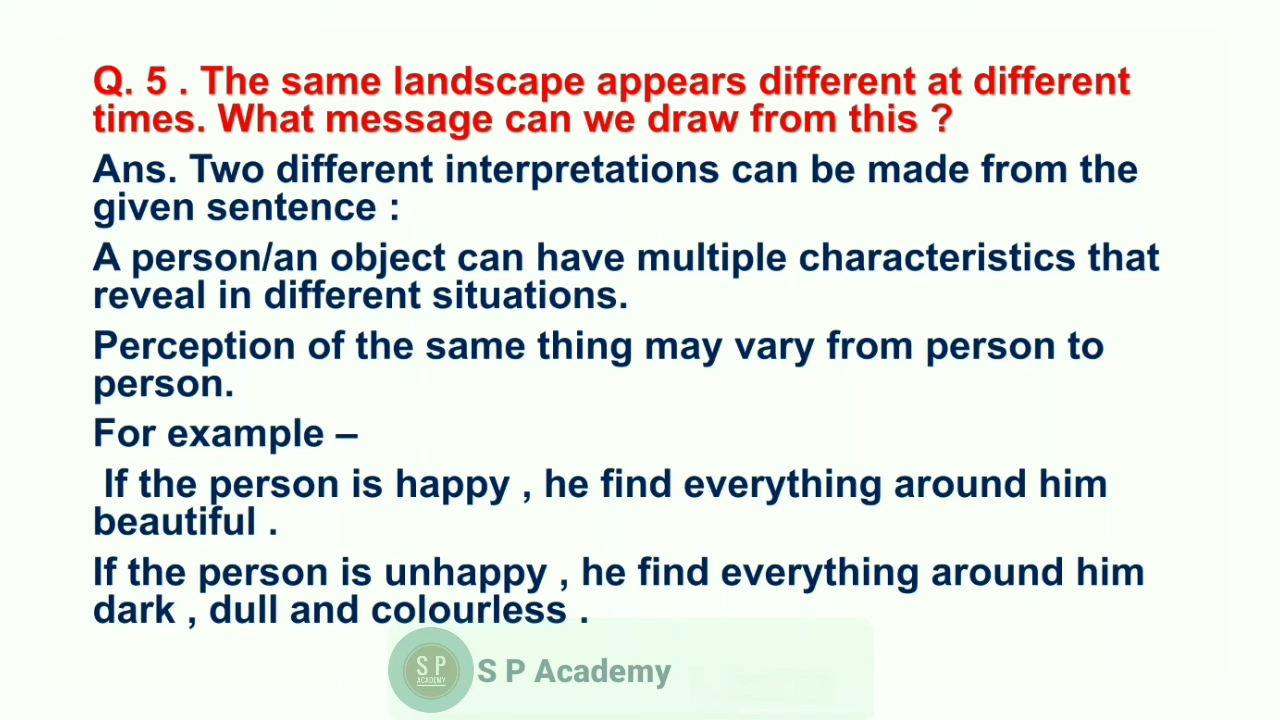 Q. 5 . The same landscape appears different at different
times. What message can we draw from this ?
Ans. Two different interpretations can be made from the
given sentence :
A person/an object can have multiple characteristics that
reveal in different situations.
Perception of the same thing may vary from person to
person.
For example –
If the person is happy , he find everything around him
beautiful .
If the person is unhappy , he find everything around him
dark , dull and colourless .
S P
ACADEMY
S P Academy